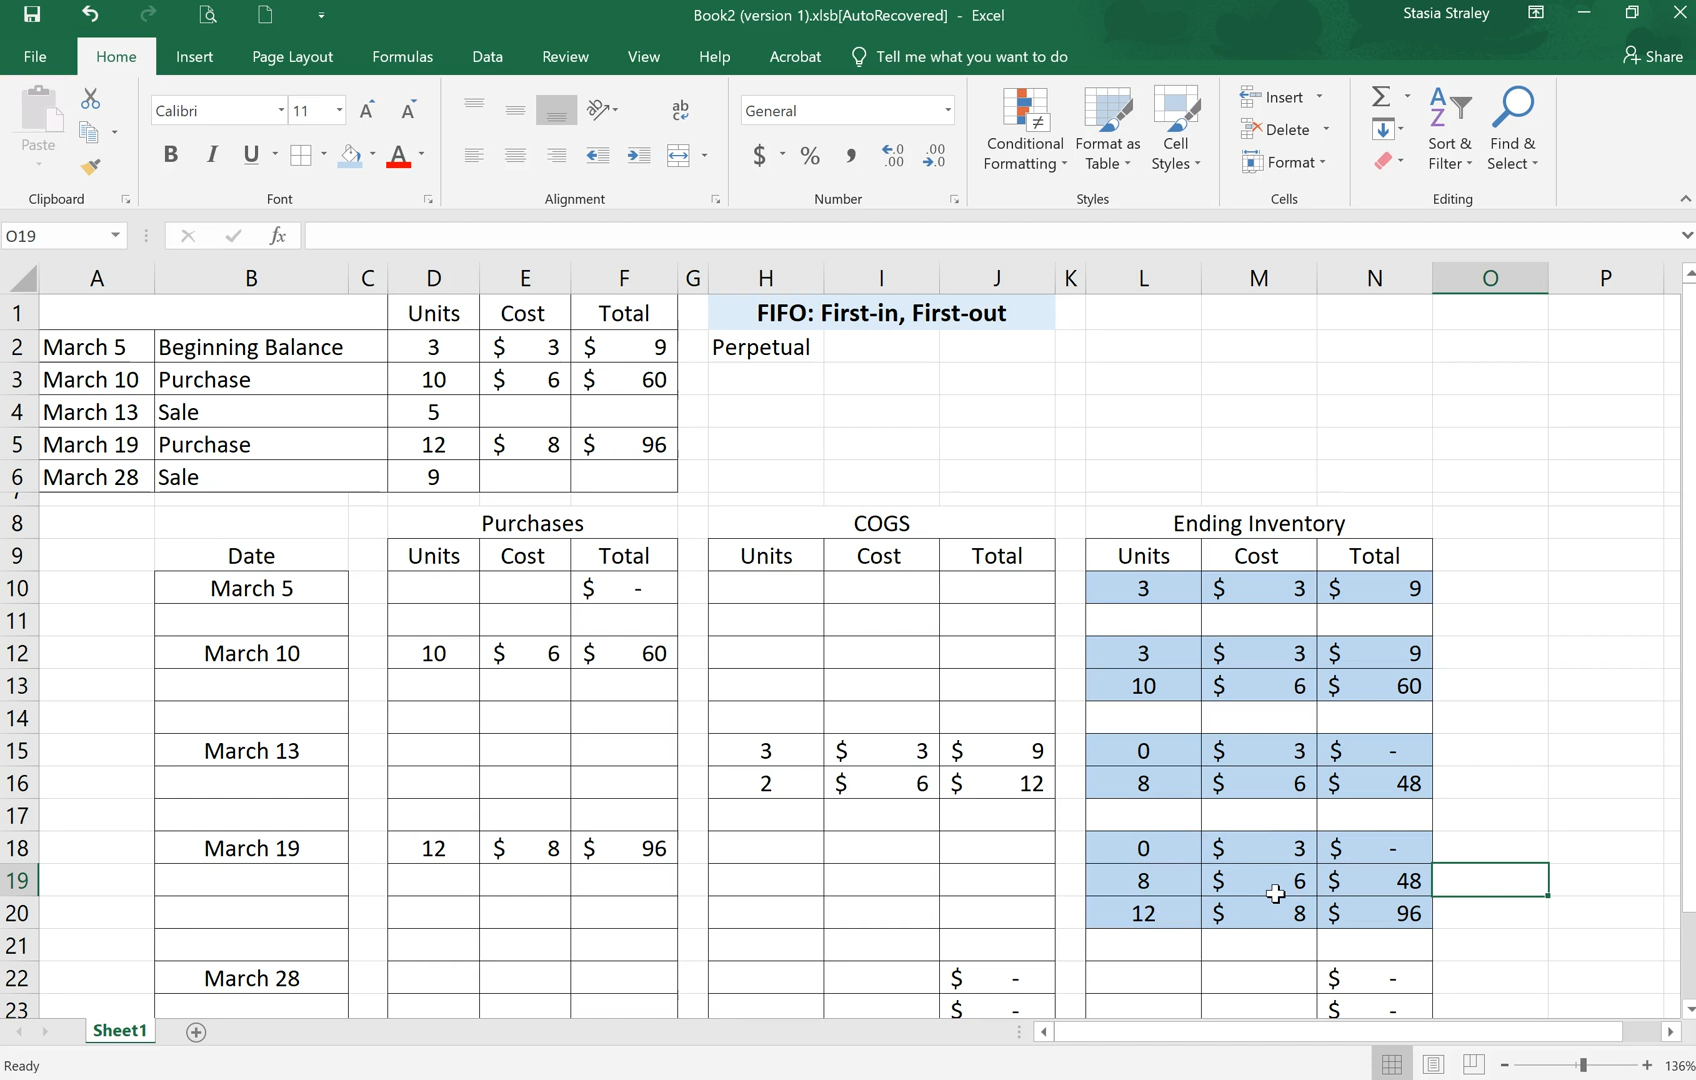 Book2 (version 1).xlsb[AutoRecovered] - Excel
Stasia Straley
File Home Insert Page Layout Formulas Data Review View Help Acrobat Tell me what you want to do Share
Paste
Calibri 11
B I U A
ab
General
$ % , .00 .00 .0
Conditional Formatting
Format as Table
Cell Styles
Insert
Delete
Format
Sort & Filter
Find & Select
Clipboard Font Alignment Number Styles Cells Editing
O19 fx
A B C D E F G H I J K L M N O P
1 Units Cost Total FIFO: First-in, First-out
2 March 5 Beginning Balance 3 $ 3 $ 9 Perpetual
3 March 10 Purchase 10 $ 6 $ 60
4 March 13 Sale 5
5 March 19 Purchase 12 $ 8 $ 96
6 March 28 Sale 9
7
8 Purchases COGS Ending Inventory
9 Date Units Cost Total Units Cost Total Units Cost Total
10 March 5 $ - 3 $ 3 $ 9
11
12 March 10 10 $ 6 $ 60 3 $ 3 $ 9
13 10 $ 6 $ 60
14
15 March 13 3 $ 3 $ 9 0 $ 3 $ -
16 2 $ 6 $ 12 8 $ 6 $ 48
17
18 March 19 12 $ 8 $ 96 0 $ 3 $ -
19 8 $ 6 $ 48
20 12 $ 8 $ 96
21
22 March 28 $ - $ -
23 $ - $ -
Sheet1
Ready 136%